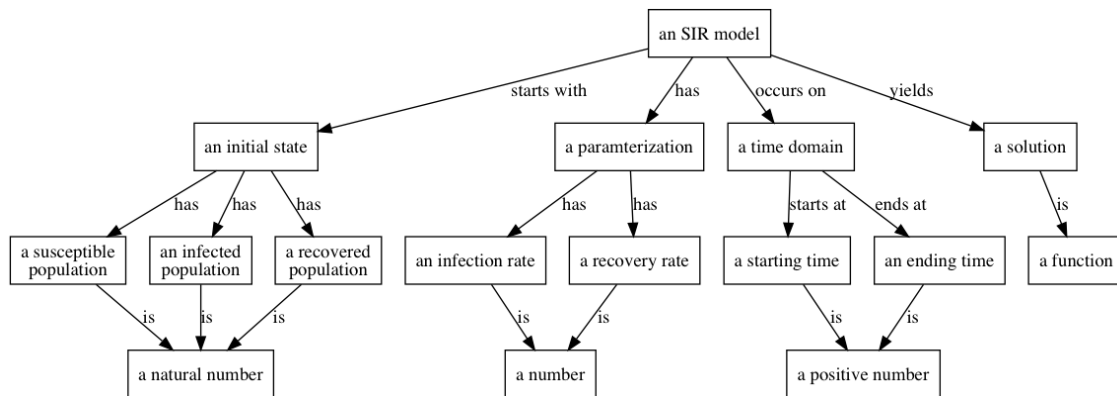 an SIR model
starts with
has
occurs on
yields
an initial state
a paramterization
a time domain
a solution
has
has
has
has
has
starts at
ends at
is
a susceptible
population
an infected
population
a recovered
population
an infection rate
a recovery rate
a starting time
an ending time
a function
is
is
is
is
is
is
is
a natural number
a number
a positive number